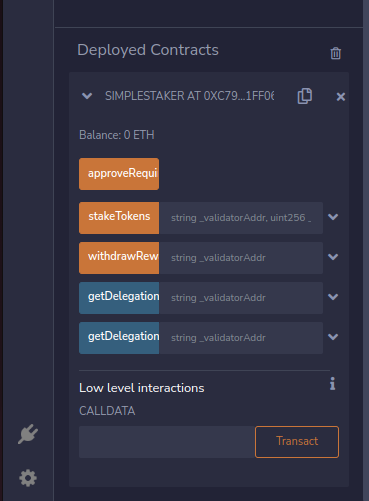 Deployed Contracts
SIMPLESTAKER AT 0XC79...1FF06
Balance: 0 ETH
approveRequi
stakeTokens string _validatorAddr, uint256 _
withdrawRew string _validatorAddr
getDelegation string _validatorAddr
getDelegation string _validatorAddr
Low level interactions
CALLDATA
Transact